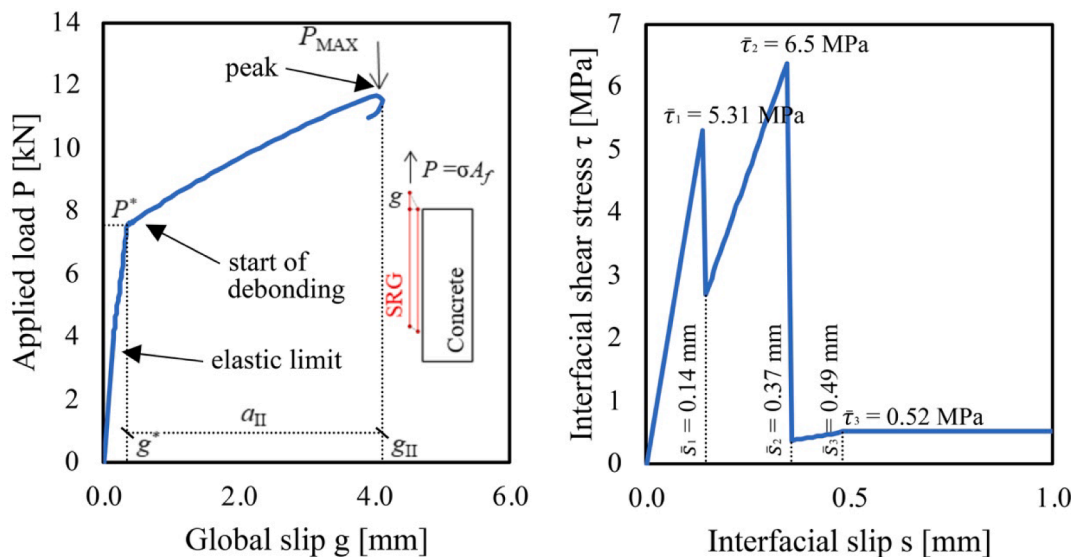 14
12
10
8
6
4
2
0
Applied load P [kN]
P_MAX
peak
P*
start of
debonding
elastic limit
P =σA_f
g
SRG
Concrete
a_II
g*
g_II
0.0
2.0
4.0
6.0
Global slip g [mm]
7
6
5
4
3
2
1
0
Interfacial shear stress τ [MPa]
τ̄₂ = 6.5 MPa
τ̄₁ = 5.31 MPa
s̄₁ = 0.14 mm
s̄₂ = 0.37 mm
s̄₃ = 0.49 mm
τ̄₃ = 0.52 MPa
0.0
0.5
1.0
Interfacial slip s [mm]